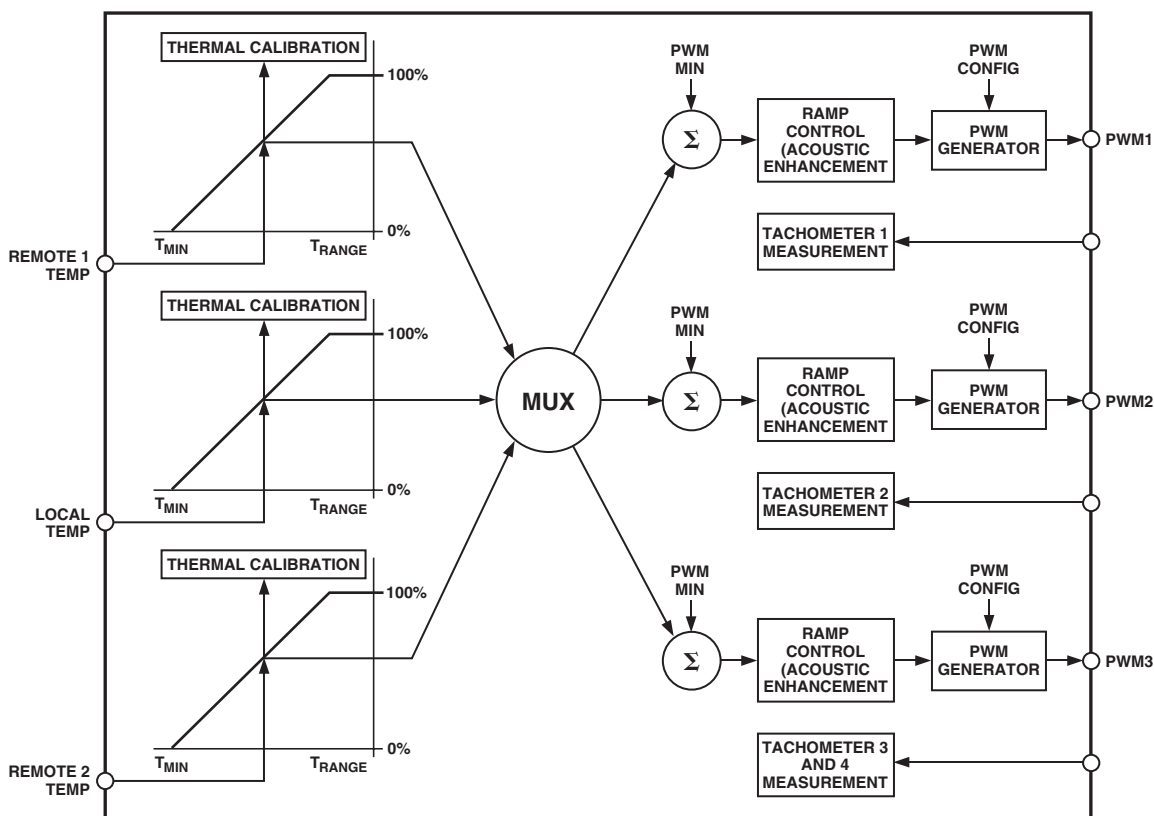 THERMAL CALIBRATION
100%
0%
T_MIN
T_RANGE
REMOTE 1
TEMP
THERMAL CALIBRATION
100%
0%
T_MIN
T_RANGE
LOCAL
TEMP
THERMAL CALIBRATION
100%
0%
T_MIN
T_RANGE
REMOTE 2
TEMP
MUX
PWM
MIN
Σ
RAMP
CONTROL
(ACOUSTIC
ENHANCEMENT
PWM
CONFIG
PWM
GENERATOR
PWM1
TACHOMETER 1
MEASUREMENT
PWM
MIN
Σ
RAMP
CONTROL
(ACOUSTIC
ENHANCEMENT
PWM
CONFIG
PWM
GENERATOR
PWM2
TACHOMETER 2
MEASUREMENT
PWM
MIN
Σ
RAMP
CONTROL
(ACOUSTIC
ENHANCEMENT
PWM
CONFIG
PWM
GENERATOR
PWM3
TACHOMETER 3
AND 4
MEASUREMENT